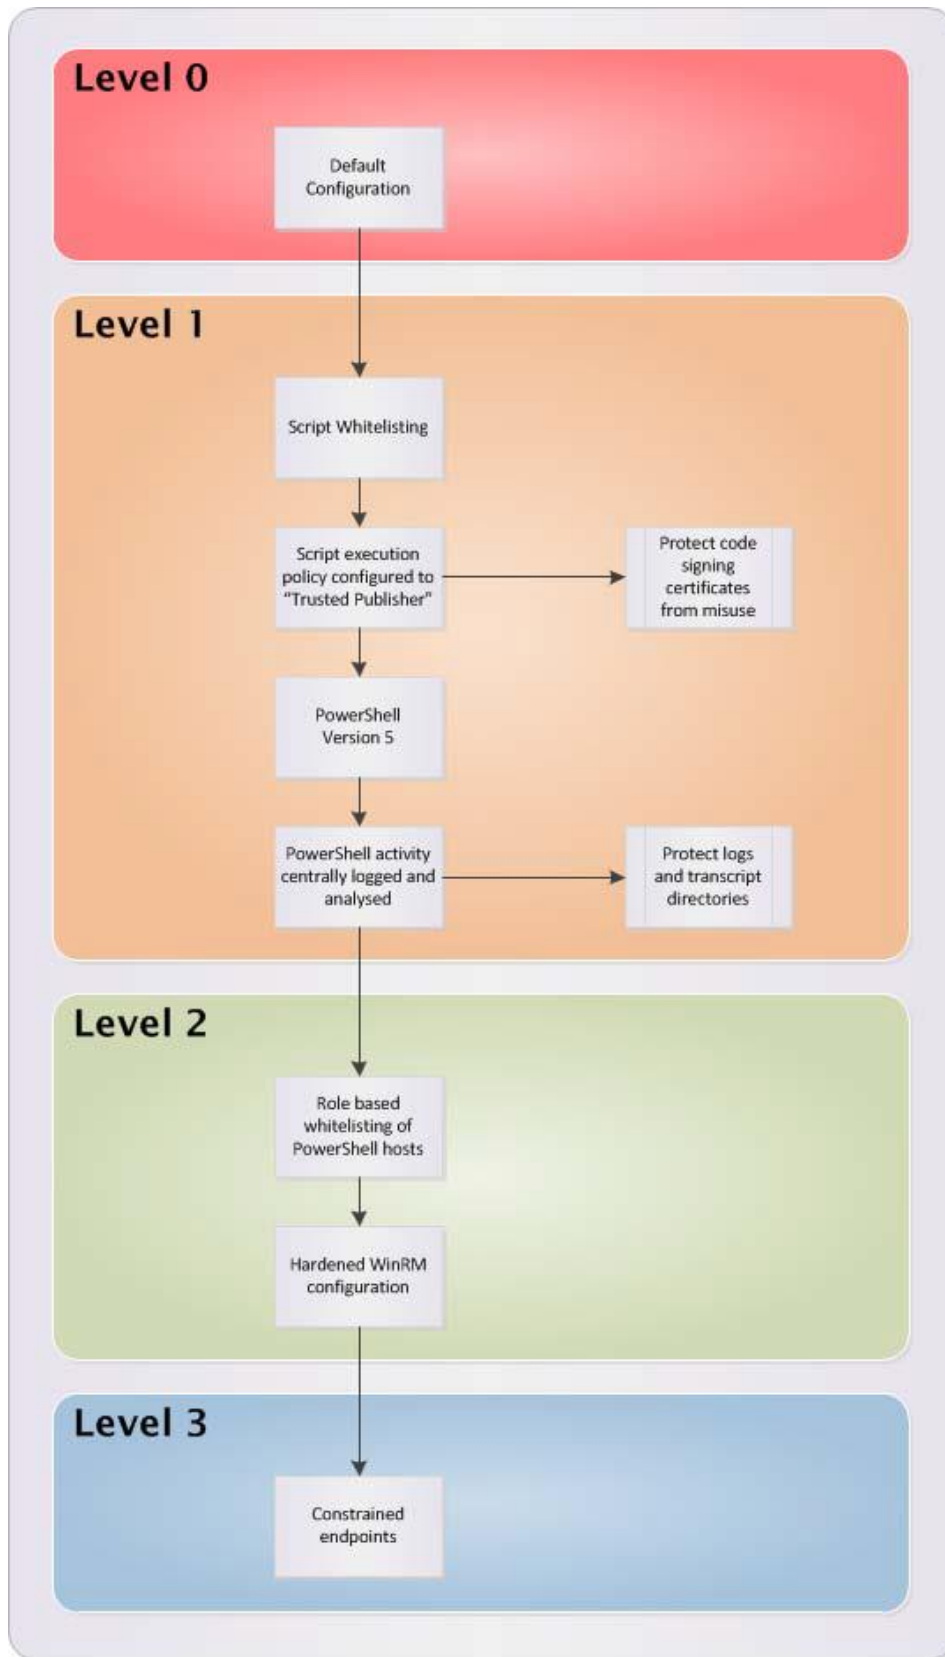 Level 0
Default
Configuration
Level 1
Script Whitelisting
Script execution
policy configured to
“Trusted Publisher”
Protect code
signing
certificates
from misuse
PowerShell
Version 5
PowerShell activity
centrally logged and
analysed
Protect logs
and transcript
directories
Level 2
Role based
whitelisting of
PowerShell hosts
Hardened WinRM
configuration
Level 3
Constrained
endpoints